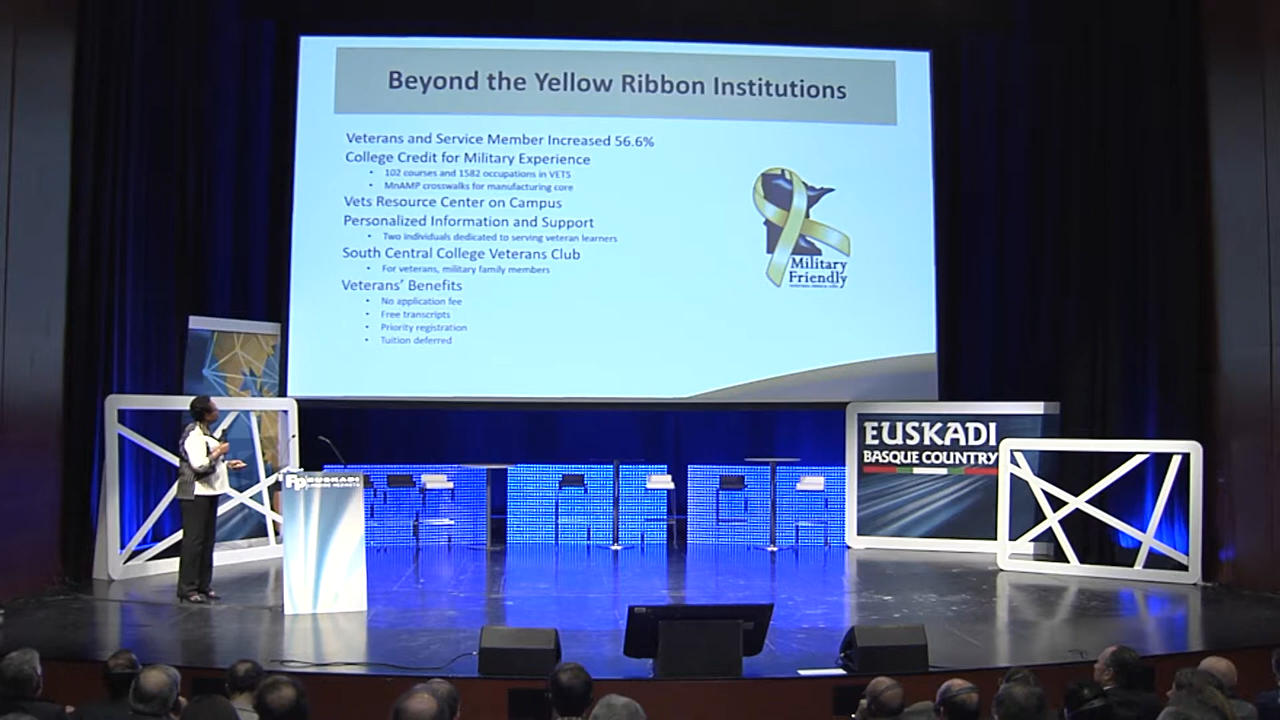 Beyond the Yellow Ribbon Institutions
Veterans and Service Member Increased 56.6%
College Credit for Military Experience
• 102 courses and 1582 occupations in VETS
• MnAMP crosswalks for manufacturing core
Vets Resource Center on Campus
Personalized Information and Support
• Two individuals dedicated to serving veteran learners
South Central College Veterans Club
• For veterans, military family members
Veterans’ Benefits
• No application fee
• Free transcripts
• Priority registration
• Tuition deferred
Military
Friendly
EUSKADI
BASQUE COUNTRY
FP EUSKADI